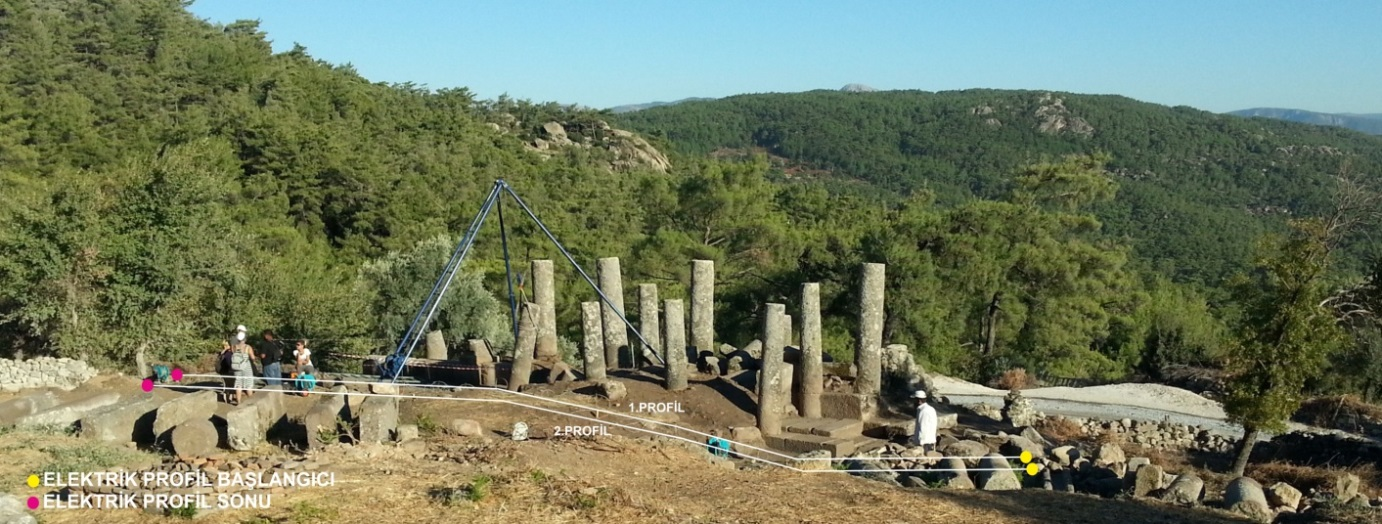 1.PROFİL
2.PROFİL
ELEKTRİK PROFİL BAŞLANGICI
ELEKTRİK PROFİL SONU